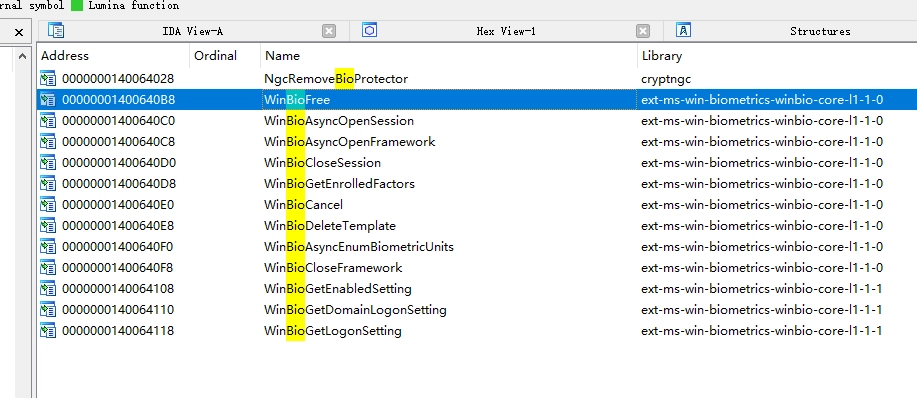 rnal symbol Lumina function
IDA View-A Hex View-1 Structures
Address Ordinal Name Library
0000000140064028 NgcRemoveBioProtector cryptngc
00000001400640B8 WinBioFree ext-ms-win-biometrics-winbio-core-l1-1-0
00000001400640C0 WinBioAsyncOpenSession ext-ms-win-biometrics-winbio-core-l1-1-0
00000001400640C8 WinBioAsyncOpenFramework ext-ms-win-biometrics-winbio-core-l1-1-0
00000001400640D0 WinBioCloseSession ext-ms-win-biometrics-winbio-core-l1-1-0
00000001400640D8 WinBioGetEnrolledFactors ext-ms-win-biometrics-winbio-core-l1-1-0
00000001400640E0 WinBioCancel ext-ms-win-biometrics-winbio-core-l1-1-0
00000001400640E8 WinBioDeleteTemplate ext-ms-win-biometrics-winbio-core-l1-1-0
00000001400640F0 WinBioAsyncEnumBiometricUnits ext-ms-win-biometrics-winbio-core-l1-1-0
00000001400640F8 WinBioCloseFramework ext-ms-win-biometrics-winbio-core-l1-1-0
0000000140064108 WinBioGetEnabledSetting ext-ms-win-biometrics-winbio-core-l1-1-1
0000000140064110 WinBioGetDomainLogonSetting ext-ms-win-biometrics-winbio-core-l1-1-1
0000000140064118 WinBioGetLogonSetting ext-ms-win-biometrics-winbio-core-l1-1-1